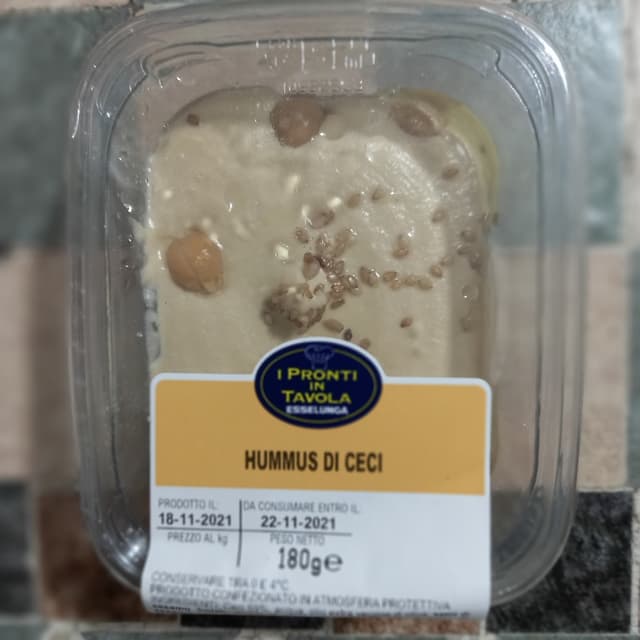 I PRONTI
IN
TAVOLA
ESSELUNGA
HUMMUS DI CECI
PRODOTTO IL: DA CONSUMARE ENTRO IL:
18-11-2021 22-11-2021
PREZZO AL kg PESO NETTO
180g e
CONSERVARE TRA 0 E 4°C
PRODOTTO CONFEZIONATO IN ATMOSFERA PROTETTIVA